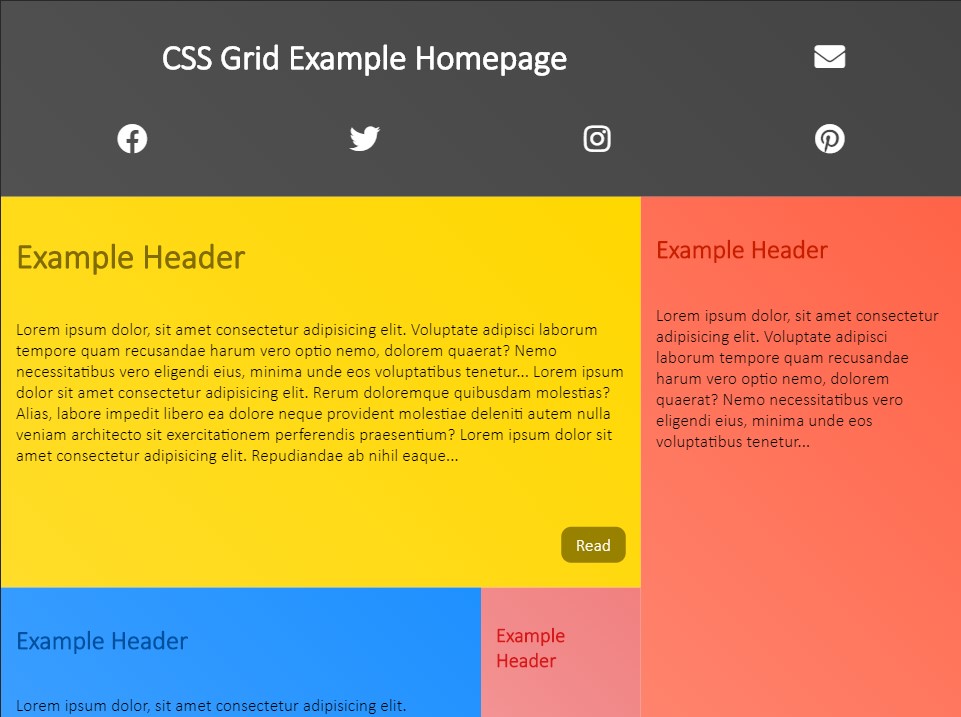 CSS Grid Example Homepage
Example Header
Lorem ipsum dolor, sit amet consectetur adipisicing elit. Voluptate adipisci laborum
tempore quam recusandae harum vero optio nemo, dolorem quaerat? Nemo
necessitatibus vero eligendi eius, minima unde eos voluptatibus tenetur... Lorem ipsum
dolor sit amet consectetur adipisicing elit. Rerum doloremque quibusdam molestias?
Alias, labore impedit libero ea dolore neque provident molestiae deleniti autem nulla
veniam architecto sit exercitationem perferendis praesentium? Lorem ipsum dolor sit
amet consectetur adipisicing elit. Repudiandae ab nihil eaque...
Read
Example Header
Lorem ipsum dolor, sit amet consectetur
adipisicing elit. Voluptate adipisci
laborum tempore quam recusandae
harum vero optio nemo, dolorem
quaerat? Nemo necessitatibus vero
eligendi eius, minima unde eos
voluptatibus tenetur...
Example Header
Lorem ipsum dolor, sit amet consectetur adipisicing elit.
Example
Header